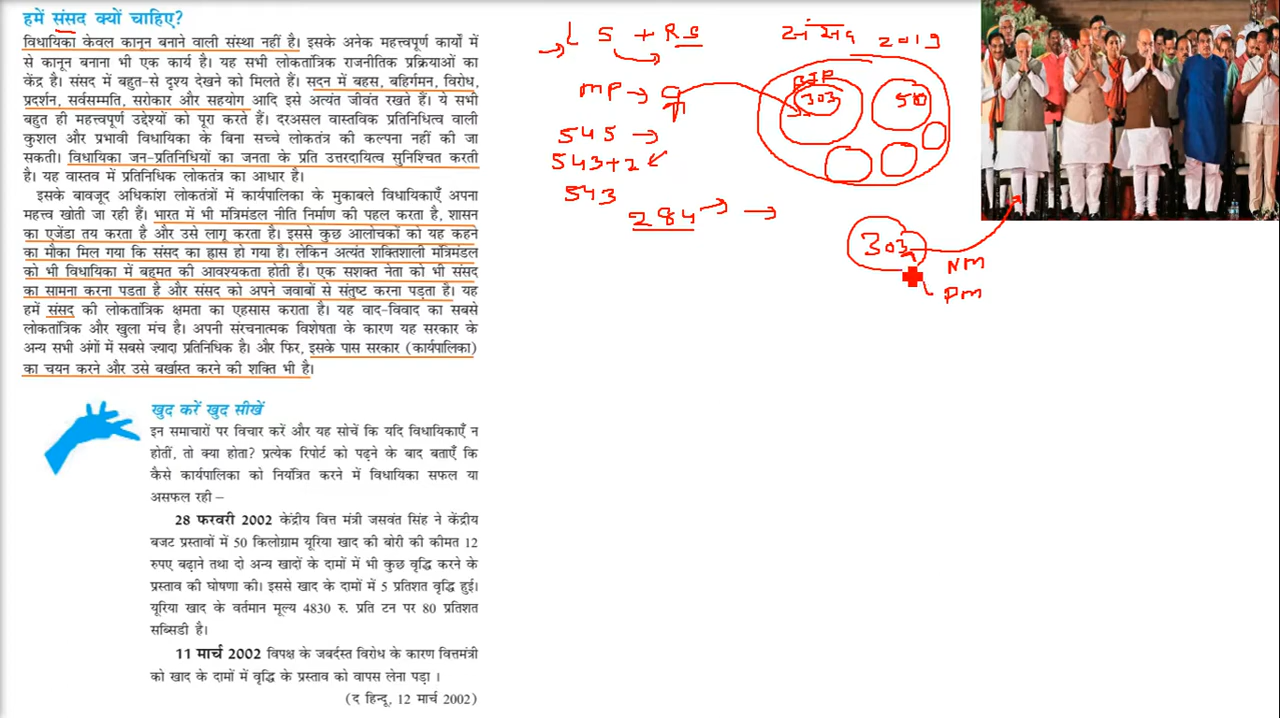 हमें संसद क्यों चाहिए?
विधायिका केवल कानून बनाने वाली संस्था नहीं है। इसके अनेक महत्त्वपूर्ण कार्यों में
से कानून बनाना भी एक कार्य है। यह सभी लोकतांत्रिक राजनीतिक प्रक्रियाओं का
केंद्र है। संसद में बहुत-से दृश्य देखने को मिलते हैं। सदन में बहस, बहिर्गमन, विरोध,
प्रदर्शन, सर्वसम्मति, सरोकार और सहयोग आदि इसे अत्यंत जीवंत रखते हैं। ये सभी
बहुत ही महत्त्वपूर्ण उद्देश्यों को पूरा करते हैं। दरअसल वास्तविक प्रतिनिधित्व वाली
कुशल और प्रभावी विधायिका के बिना सच्चे लोकतंत्र की कल्पना नहीं की जा
सकती। विधायिका जन-प्रतिनिधियों का जनता के प्रति उत्तरदायित्व सुनिश्चित करती
है। यह वास्तव में प्रतिनिधिक लोकतंत्र का आधार है।
इसके बावजूद अधिकांश लोकतंत्रों में कार्यपालिका के मुकाबले विधायिकाएँ अपना
महत्त्व खोती जा रही हैं। भारत में भी मंत्रिमंडल नीति निर्माण की पहल करता है, शासन
का एजेंडा तय करता है और उसे लागू करता है। इससे कुछ आलोचकों को यह कहने
का मौका मिल गया कि संसद का ह्रास हो गया है। लेकिन अत्यंत शक्तिशाली मंत्रिमंडल
को भी विधायिका में बहुमत की आवश्यकता होती है। एक सशक्त नेता को भी संसद
का सामना करना पडता है और संसद को अपने जवाबों से संतुष्ट करना पड़ता है। यह
हमें संसद की लोकतांत्रिक क्षमता का एहसास कराता है। यह वाद-विवाद का सबसे
लोकतांत्रिक और खुला मंच है। अपनी संरचनात्मक विशेषता के कारण यह सरकार के
अन्य सभी अंगों में सबसे ज्यादा प्रतिनिधिक है। और फिर, इसके पास सरकार (कार्यपालिका)
का चयन करने और उसे बर्खास्त करने की शक्ति भी है।
खुद करें खुद सीखें
इन समाचारों पर विचार करें और यह सोचें कि यदि विधायिकाएँ न
होतीं, तो क्या होता? प्रत्येक रिपोर्ट को पढ़ने के बाद बताएँ कि
कैसे कार्यपालिका को नियंत्रित करने में विधायिका सफल या
असफल रही –
28 फरवरी 2002 केंद्रीय वित्त मंत्री जसवंत सिंह ने केंद्रीय
बजट प्रस्तावों में 50 किलोग्राम यूरिया खाद की बोरी की कीमत 12
रुपए बढ़ाने तथा दो अन्य खादों के दामों में भी कुछ वृद्धि करने के
प्रस्ताव की घोषणा की। इससे खाद के दामों में 5 प्रतिशत वृद्धि हुई।
यूरिया खाद के वर्तमान मूल्य 4830 रु. प्रति टन पर 80 प्रतिशत
सब्सिडी है।
11 मार्च 2002 विपक्ष के जबर्दस्त विरोध के कारण वित्तमंत्री
को खाद के दामों में वृद्धि के प्रस्ताव को वापस लेना पड़ा।
(द हिन्दू, 12 मार्च 2002)
LS + RS
संसद 2019
MP
BJP
303
50
545
543+2
543
284
303
NM
PM